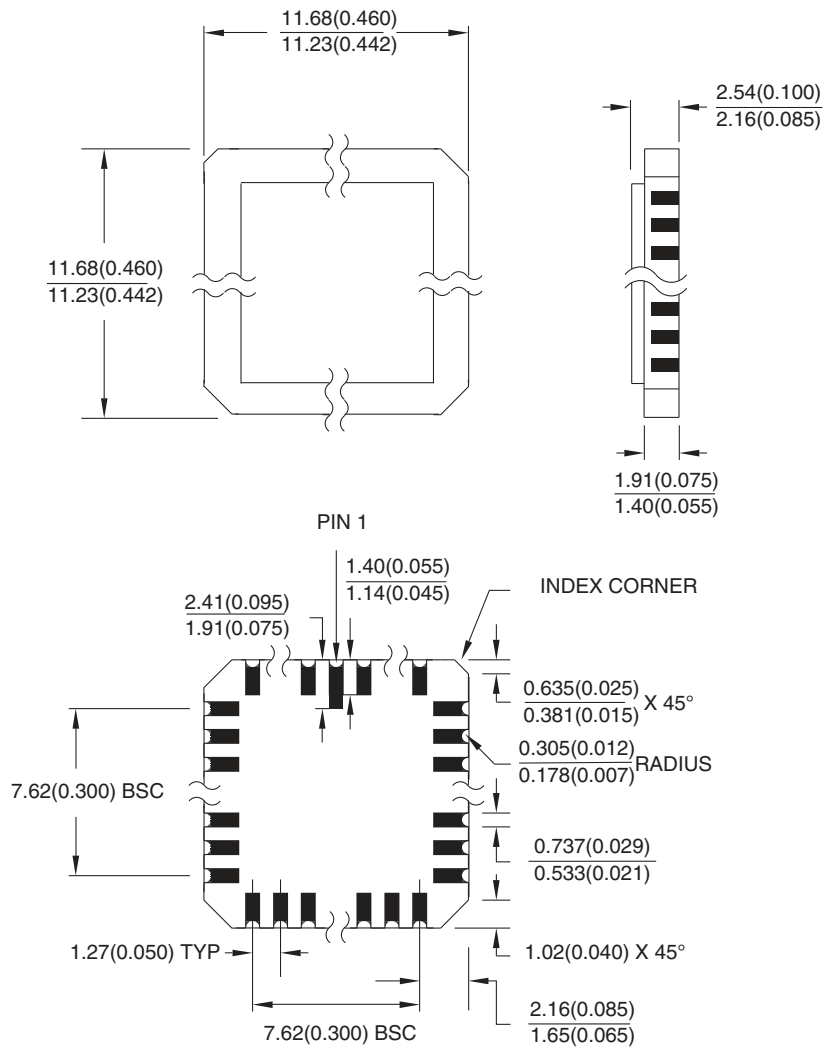 11.68(0.460)
11.23(0.442)
2.54(0.100)
2.16(0.085)
11.68(0.460)
11.23(0.442)
1.91(0.075)
1.40(0.055)
PIN 1
1.40(0.055)
1.14(0.045)
INDEX CORNER
2.41(0.095)
1.91(0.075)
0.635(0.025)
0.381(0.015) X 45°
0.305(0.012)
0.178(0.007) RADIUS
7.62(0.300) BSC
0.737(0.029)
0.533(0.021)
1.27(0.050) TYP
1.02(0.040) X 45°
7.62(0.300) BSC
2.16(0.085)
1.65(0.065)